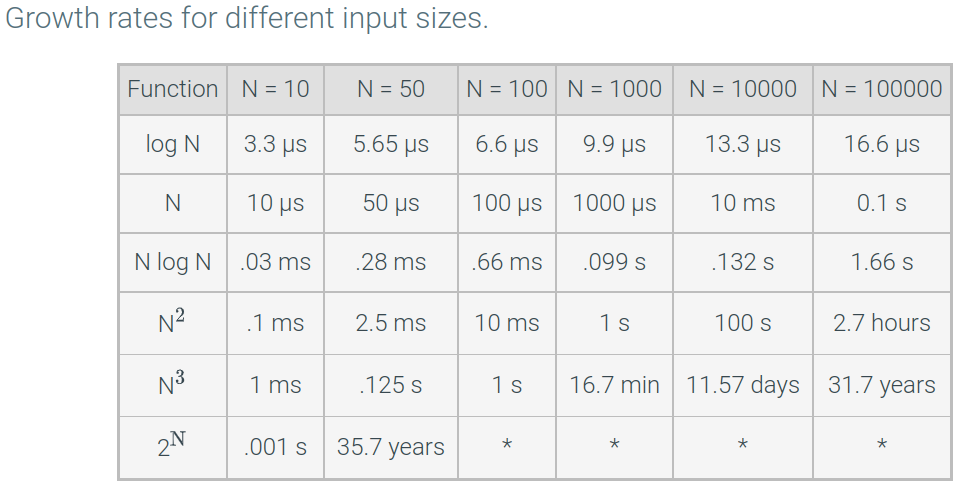 Growth rates for different input sizes.
Function N = 10 N = 50 N = 100 N = 1000 N = 10000 N = 100000
log N 3.3 μs 5.65 μs 6.6 μs 9.9 μs 13.3 μs 16.6 μs
N 10 μs 50 μs 100 μs 1000 μs 10 ms 0.1 s
N log N .03 ms .28 ms .66 ms .099 s .132 s 1.66 s
N² .1 ms 2.5 ms 10 ms 1 s 100 s 2.7 hours
N³ 1 ms .125 s 1 s 16.7 min 11.57 days 31.7 years
2ᴺ .001 s 35.7 years * * * *